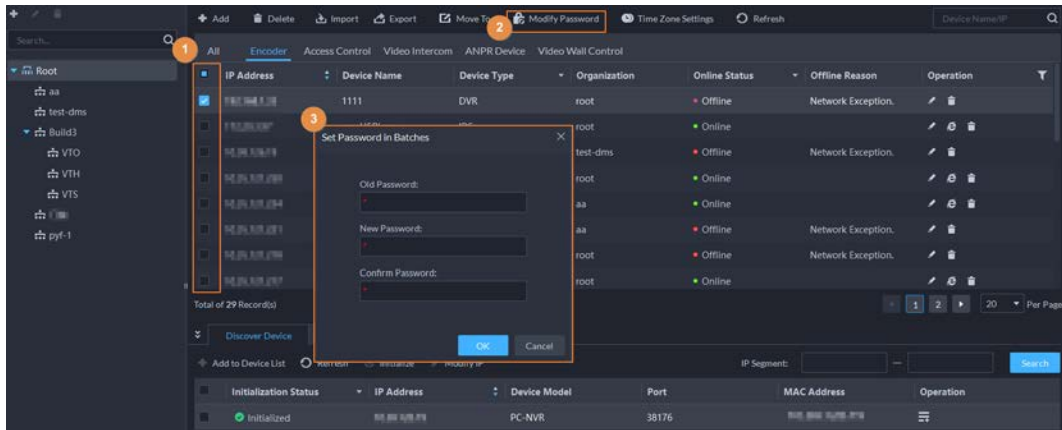 Add Delete Import Export Move To Modify Password Time Zone Settings Refresh Device Name/IP
2
Search...
1
All Encoder Access Control Video Intercom ANPR Device Video Wall Control
Root
IP Address Device Name Device Type Organization Online Status Offline Reason Operation
aa
1111 DVR root Offline Network Exception.
test-dms
3
root Online
Build3
Set Password in Batches
test-dms Offline Network Exception.
VTO
root Online
VTH
Old Password:
*
VTS
aa Online
New Password:
aa Offline Network Exception.
pyf-1
*
root Offline Network Exception.
Confirm Password:
root Online
*
Total of 29 Record(s) 1 2 20 Per Page
Discover Device
OK Cancel
Add to Device List Refresh Initialize Modify IP IP Segment: — Search
Initialization Status IP Address Device Model Port MAC Address Operation
Initialized PC-NVR 38176